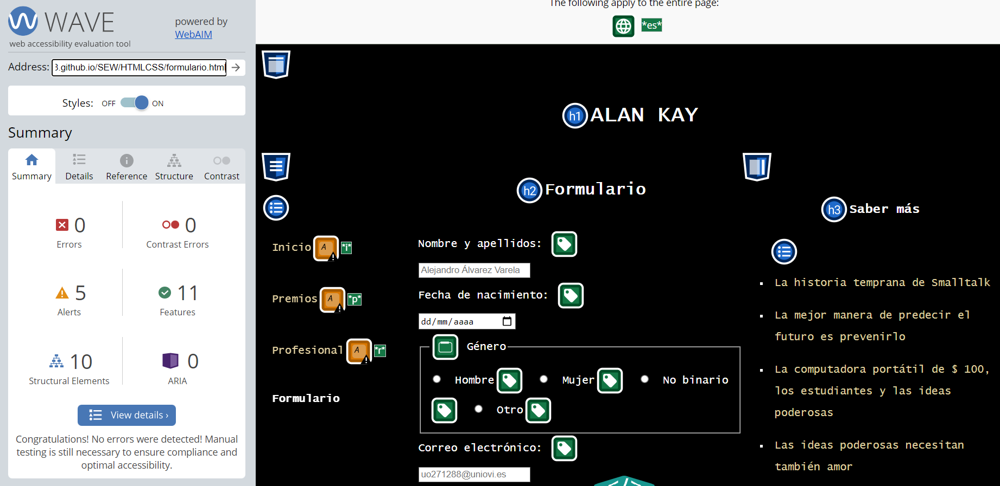 WAVE
web accessibility evaluation tool
powered by
WebAIM
Address: 3.github.io/SEW/HTMLCSS/formulario.html
Styles: OFF ON
Summary
Summary Details Reference Structure Contrast
0
Errors
0
Contrast Errors
5
Alerts
11
Features
10
Structural Elements
0
ARIA
View details ›
Congratulations! No errors were detected! Manual
testing is still necessary to ensure compliance and
optimal accessibility.
The following apply to the entire page:
*es*
h1 ALAN KAY
Inicio A *i*
Premios A *p*
Profesional A *r*
Formulario
h2 Formulario
Nombre y apellidos:
Alejandro Álvarez Varela
Fecha de nacimiento:
dd/mm/aaaa
Género
Hombre Mujer No binario
Otro
Correo electrónico:
uo271288@uniovi.es
h3 Saber más
La historia temprana de Smalltalk
La mejor manera de predecir el
futuro es prevenirlo
La computadora portátil de $ 100,
los estudiantes y las ideas
poderosas
Las ideas poderosas necesitan
también amor